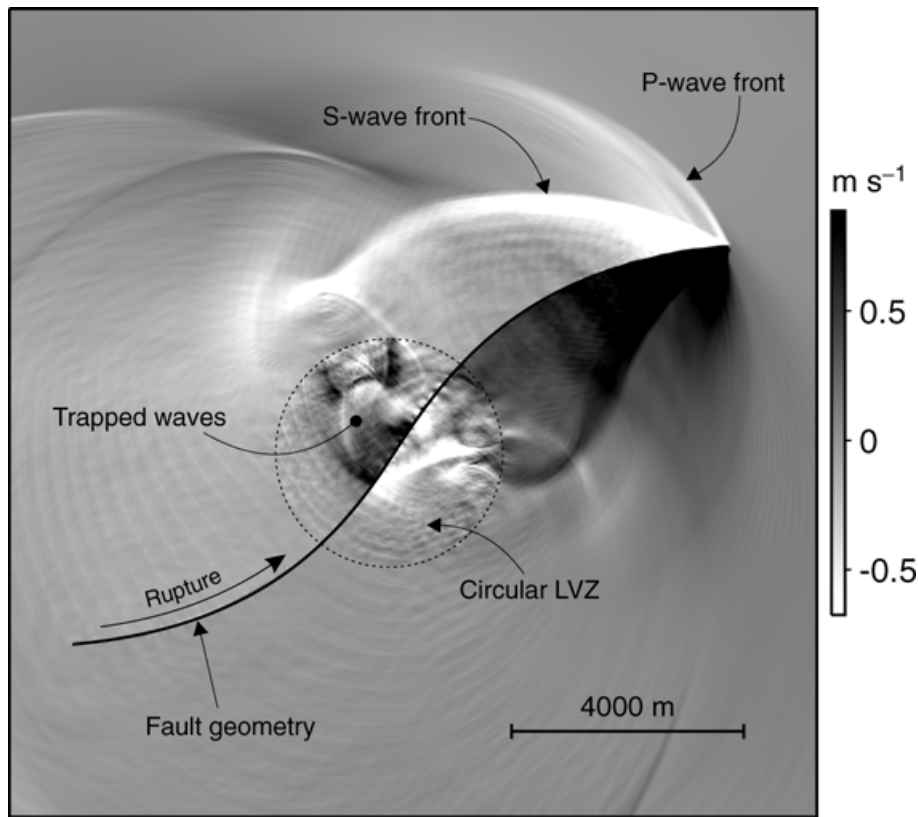 P-wave front
S-wave front
m s⁻¹
0.5
Trapped waves
0
-0.5
Circular LVZ
Rupture
Fault geometry
4000 m